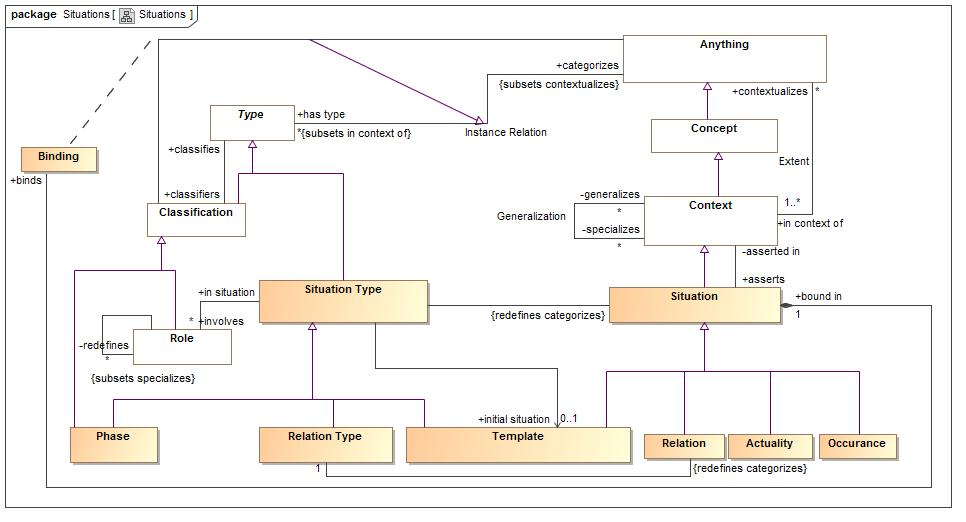 package Situations [ Situations ]
Anything
+categorizes
{subsets contextualizes}
+contextualizes *
Type
+has type
*{subsets in context of}
Instance Relation
Concept
+classifies
Binding
+binds
Extent
+classifiers
Classification
-generalizes
*
Generalization
-specializes
*
Context
1..*
+in context of
-asserted in
+asserts
+in situation
Situation Type
{redefines categorizes}
Situation
+bound in
1
* +involves
Role
-redefines
*
{subsets specializes}
+initial situation 0..1
Phase
Relation Type
Template
Relation
Actuality
Occurance
1
{redefines categorizes}